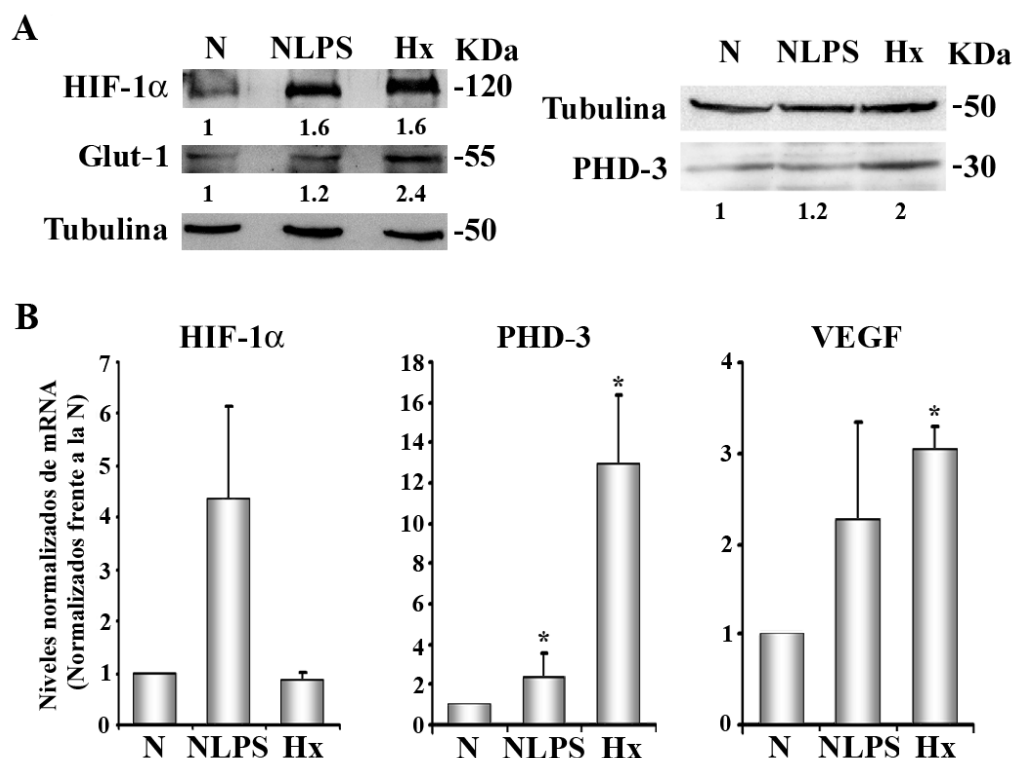 A
N NLPS Hx KDa
HIF-1α -120
1 1.6 1.6
Glut-1 -55
1 1.2 2.4
Tubulina -50
N NLPS Hx KDa
Tubulina -50
PHD-3 -30
1 1.2 2
B
Niveles normalizados de mRNA
(Normalizados frente a la N)
HIF-1α
7
6
5
4
3
2
1
0
N NLPS Hx
PHD-3
18
16
14
12
10
8
6
4
2
0
* *
N NLPS Hx
VEGF
4
3
2
1
0
*
N NLPS Hx